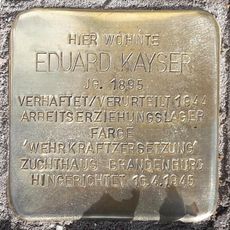 HIER WOHNTE
EDUARD KAYSER
JG. 1895
VERHAFTET/VERURTEILT 1944
ARBEITSERZIEHUNGSLAGER
FARGE
'WEHRKRAFTZERSETZUNG'
ZUCHTHAUS BRANDENBURG
HINGERICHTET 16.4.1945